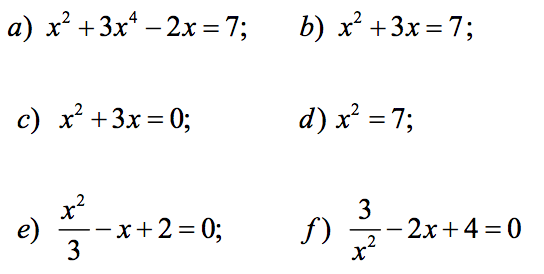 a) x² + 3x⁴ − 2x = 7; b) x² + 3x = 7;
c) x² + 3x = 0; d) x² = 7;
e) x²/3 − x + 2 = 0; f) 3/x² − 2x + 4 = 0